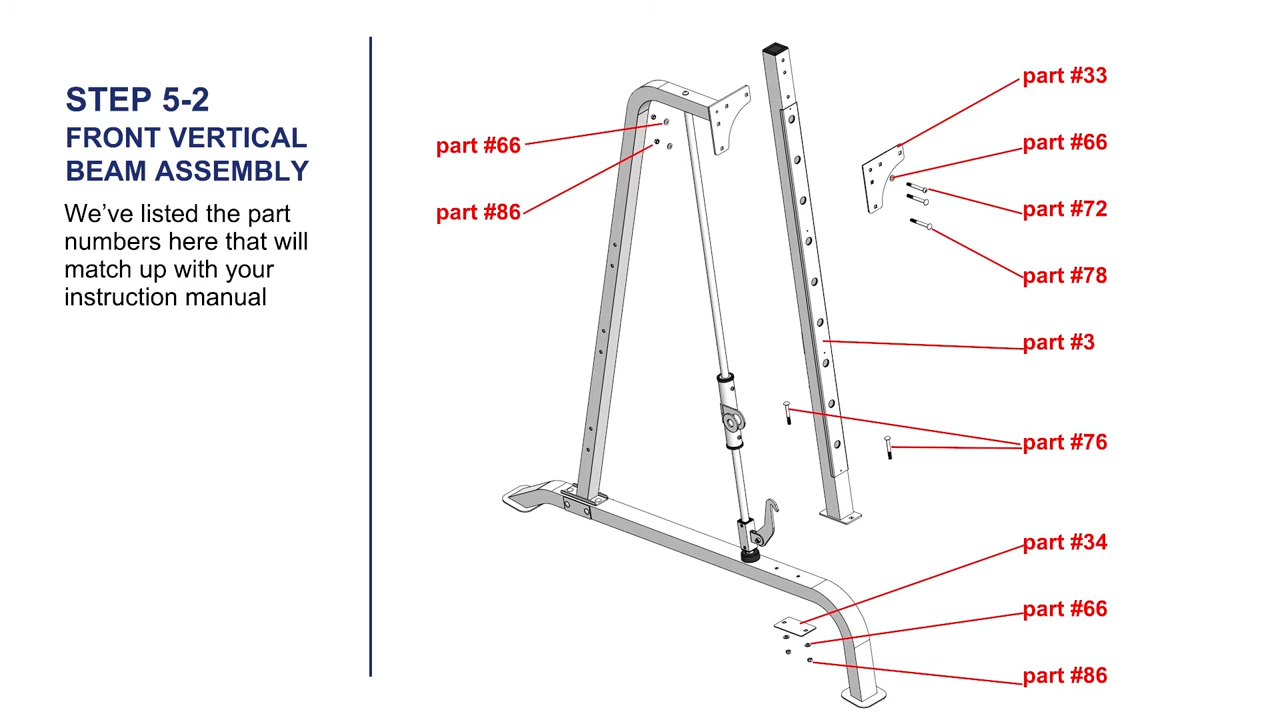 STEP 5-2
FRONT VERTICAL
BEAM ASSEMBLY
We’ve listed the part
numbers here that will
match up with your
instruction manual
part #66
part #86
part #33
part #66
part #72
part #78
part #3
part #76
part #34
part #66
part #86